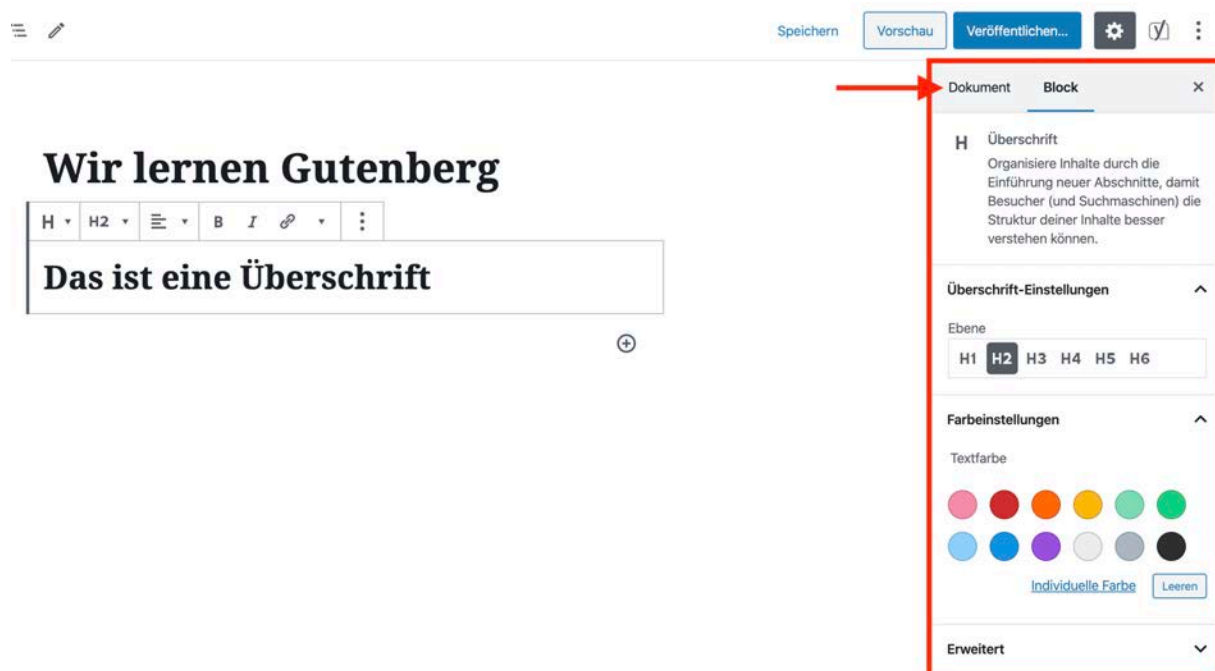 Speichern
Vorschau
Veröffentlichen...
Dokument
Block
Wir lernen Gutenberg
H
H2
B
I
Das ist eine Überschrift
H
Überschrift
Organisiere Inhalte durch die
Einführung neuer Abschnitte, damit
Besucher (und Suchmaschinen) die
Struktur deiner Inhalte besser
verstehen können.
Überschrift-Einstellungen
Ebene
H1 H2 H3 H4 H5 H6
Farbeinstellungen
Textfarbe
Individuelle Farbe
Leeren
Erweitert